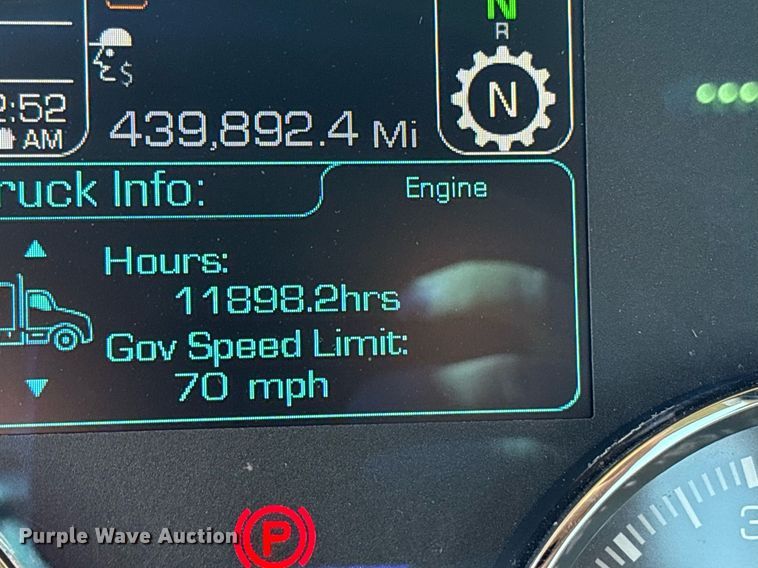 N
R
N
$
2:52
AM
439,892.4 Mi
ruck Info:
Engine
Hours:
11898.2hrs
Gov Speed Limit:
70 mph
P
3
Purple Wave Auction